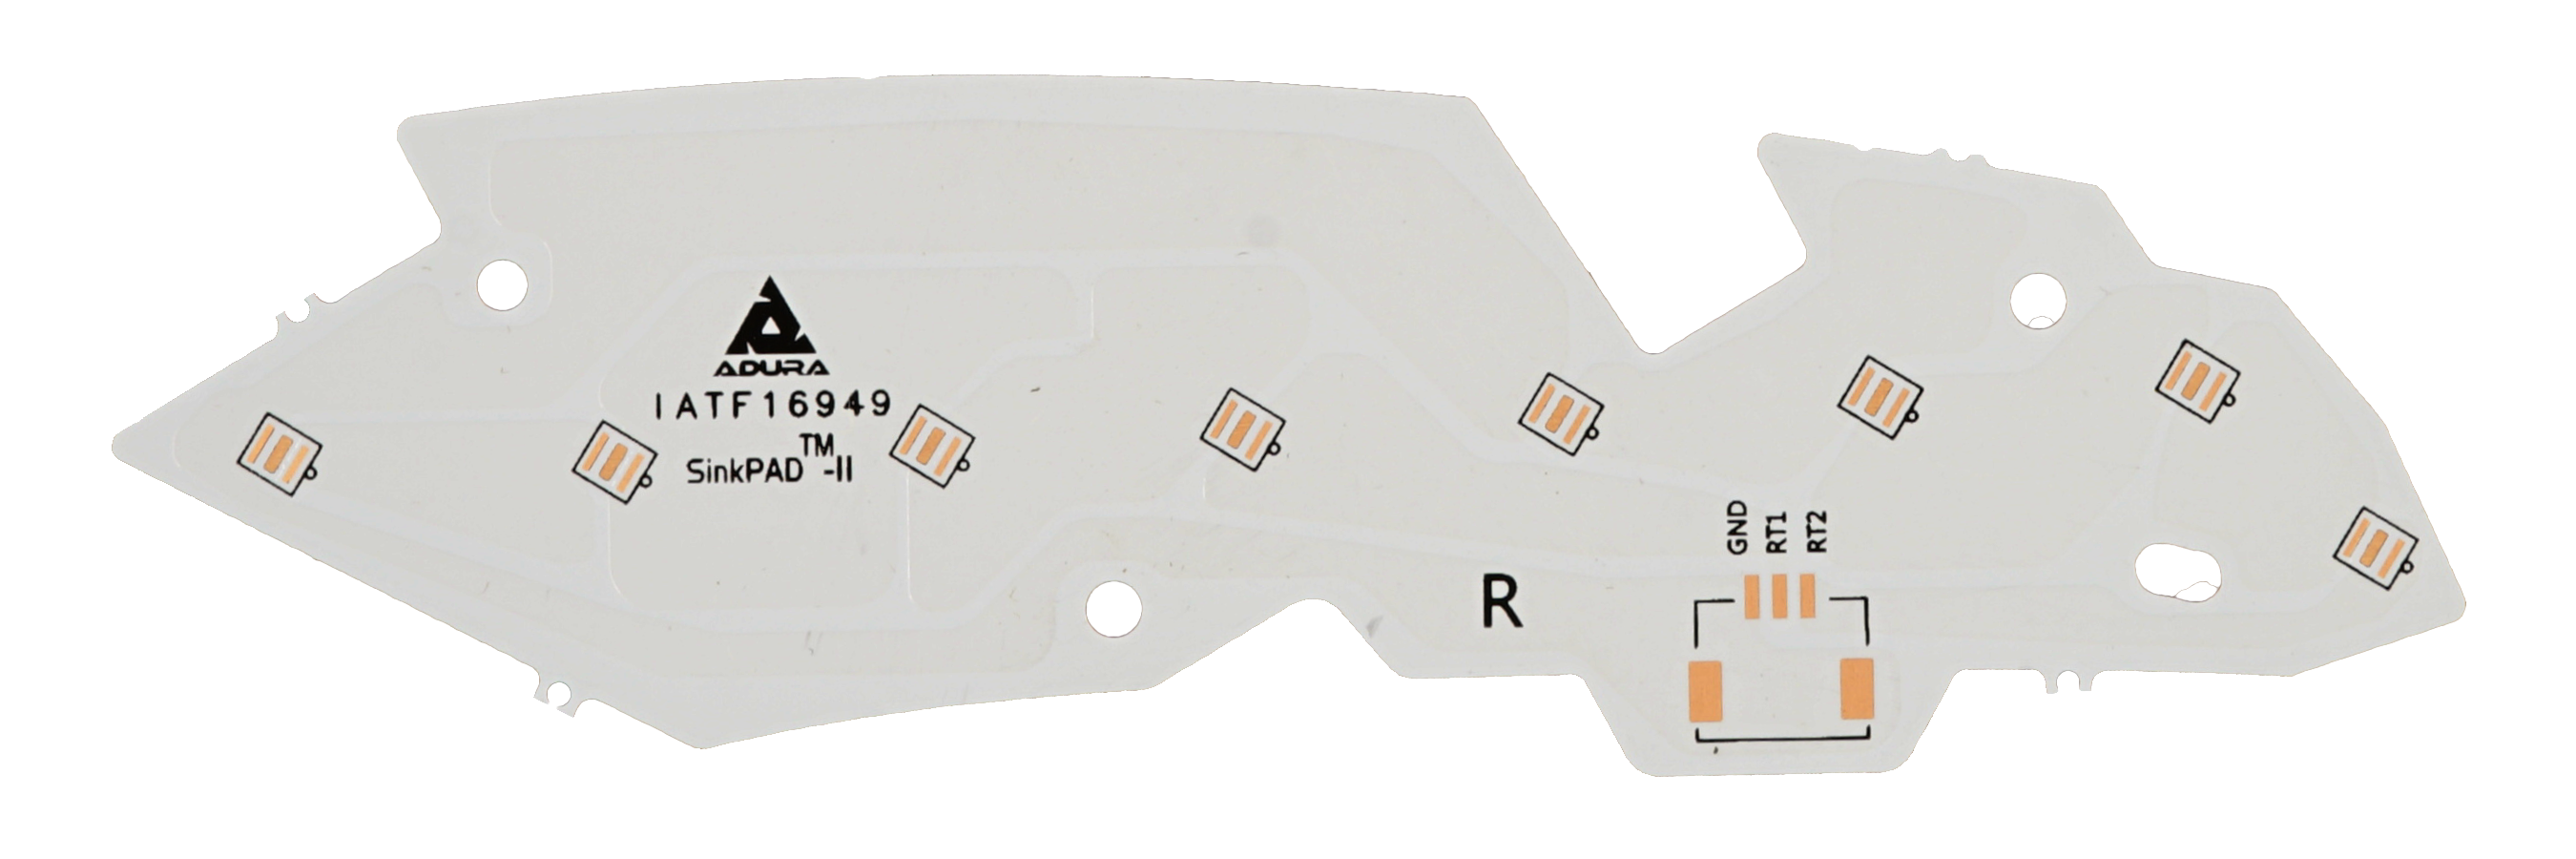 ADURA
IATF16949
SinkPAD™-II
GND
RT1
RT2
R